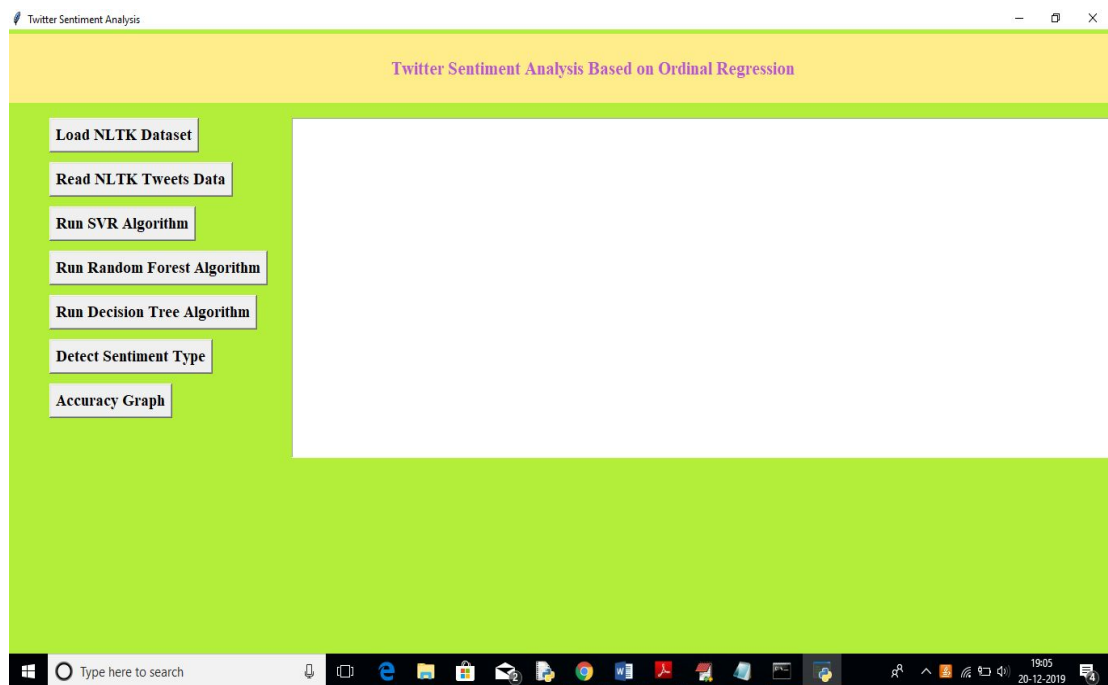 Twitter Sentiment Analysis
Twitter Sentiment Analysis Based on Ordinal Regression
Load NLTK Dataset
Read NLTK Tweets Data
Run SVR Algorithm
Run Random Forest Algorithm
Run Decision Tree Algorithm
Detect Sentiment Type
Accuracy Graph
Type here to search
2
19:05
20-12-2019
4